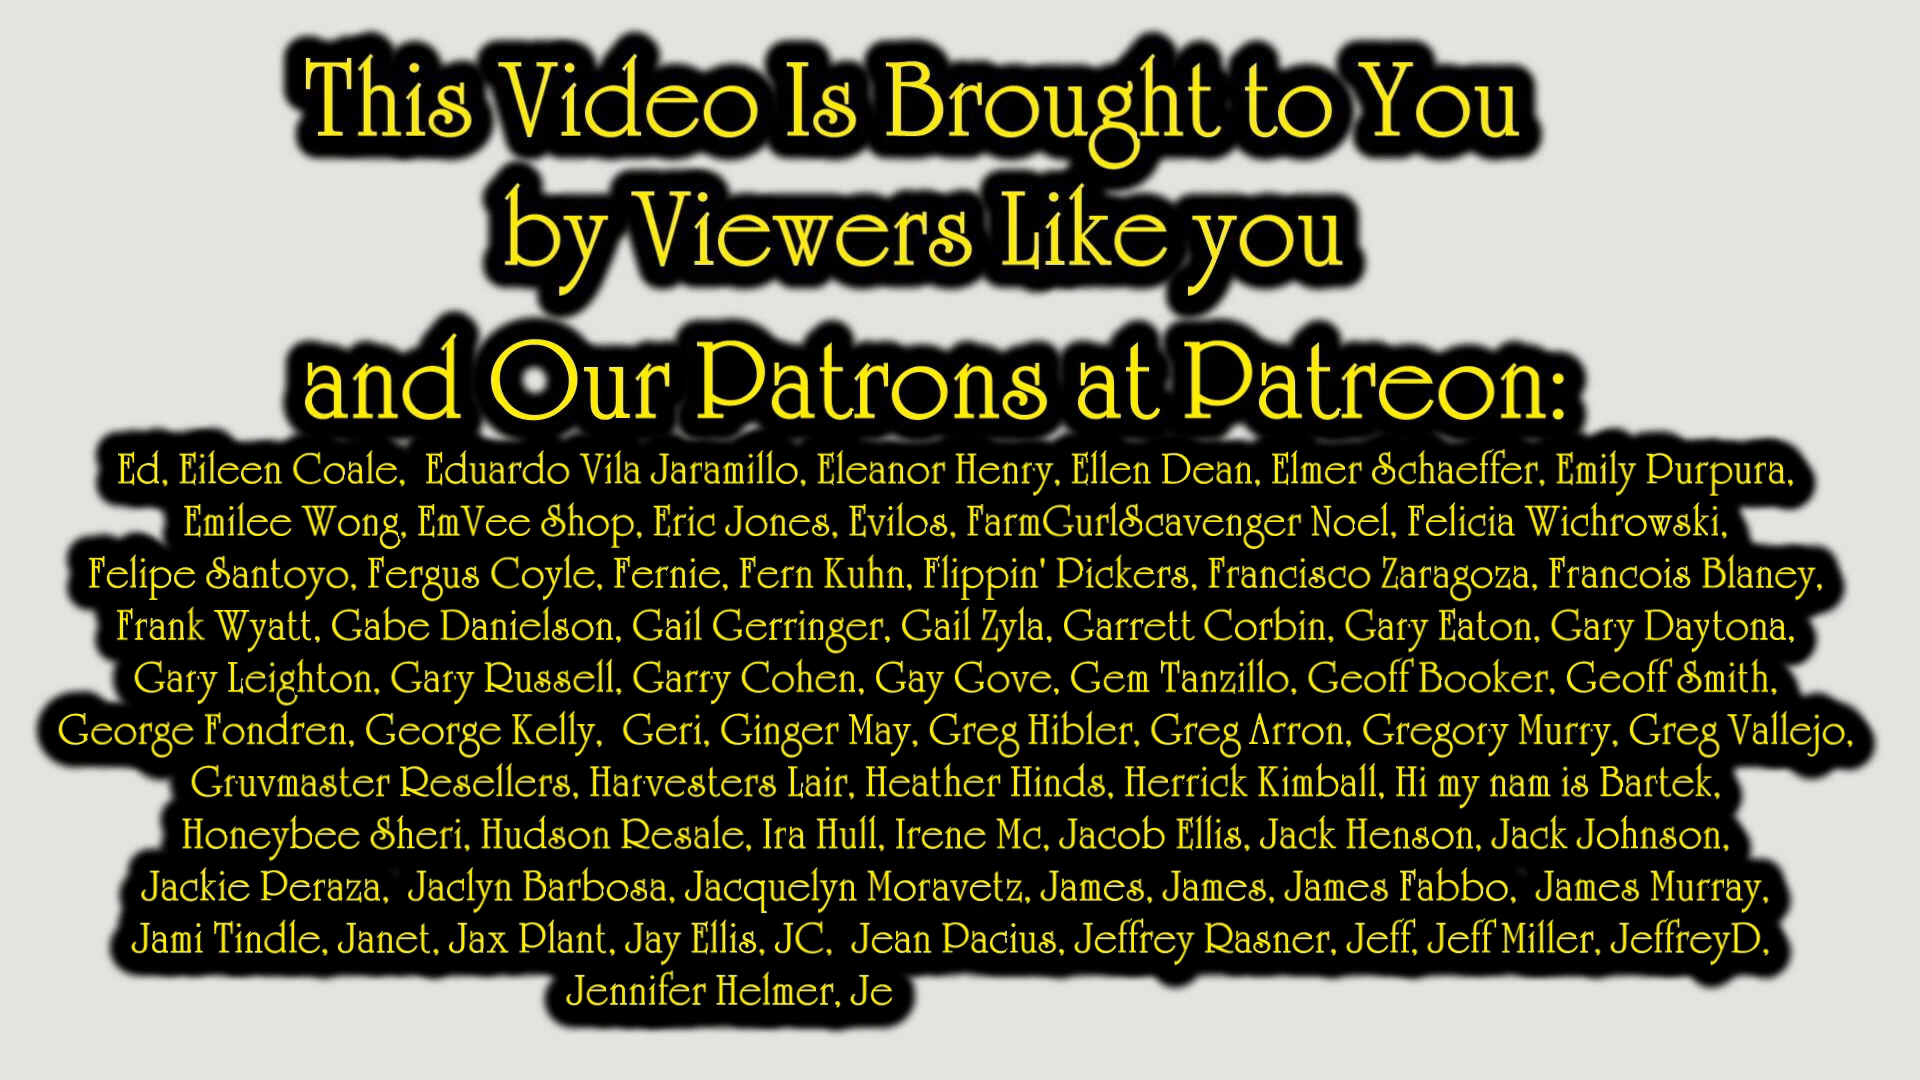 This Video Is Brought to You
by Viewers Like you
and Our Patrons at Patreon:
Ed, Eileen Coale,  Eduardo Vila Jaramillo, Eleanor Henry, Ellen Dean, Elmer Schaeffer, Emily Purpura,
Emilee Wong, EmVee Shop, Eric Jones, Evilos, FarmGurlScavenger Noel, Felicia Wichrowski,
Felipe Santoyo, Fergus Coyle, Fernie, Fern Kuhn, Flippin' Pickers, Francisco Zaragoza, Francois Blaney,
Frank Wyatt, Gabe Danielson, Gail Gerringer, Gail Zyla, Garrett Corbin, Gary Eaton, Gary Daytona,
Gary Leighton, Gary Russell, Garry Cohen, Gay Gove, Gem Tanzillo, Geoff Booker, Geoff Smith,
George Fondren, George Kelly,  Geri, Ginger May, Greg Hibler, Greg Arron, Gregory Murry, Greg Vallejo,
Gruvmaster Resellers, Harvesters Lair, Heather Hinds, Herrick Kimball, Hi my nam is Bartek,
Honeybee Sheri, Hudson Resale, Ira Hull, Irene Mc, Jacob Ellis, Jack Henson, Jack Johnson,
Jackie Peraza,  Jaclyn Barbosa, Jacquelyn Moravetz, James, James, James Fabbo,  James Murray,
Jami Tindle, Janet, Jax Plant, Jay Ellis, JC,  Jean Pacius, Jeffrey Rasner, Jeff, Jeff Miller, JeffreyD,
Jennifer Helmer, Je